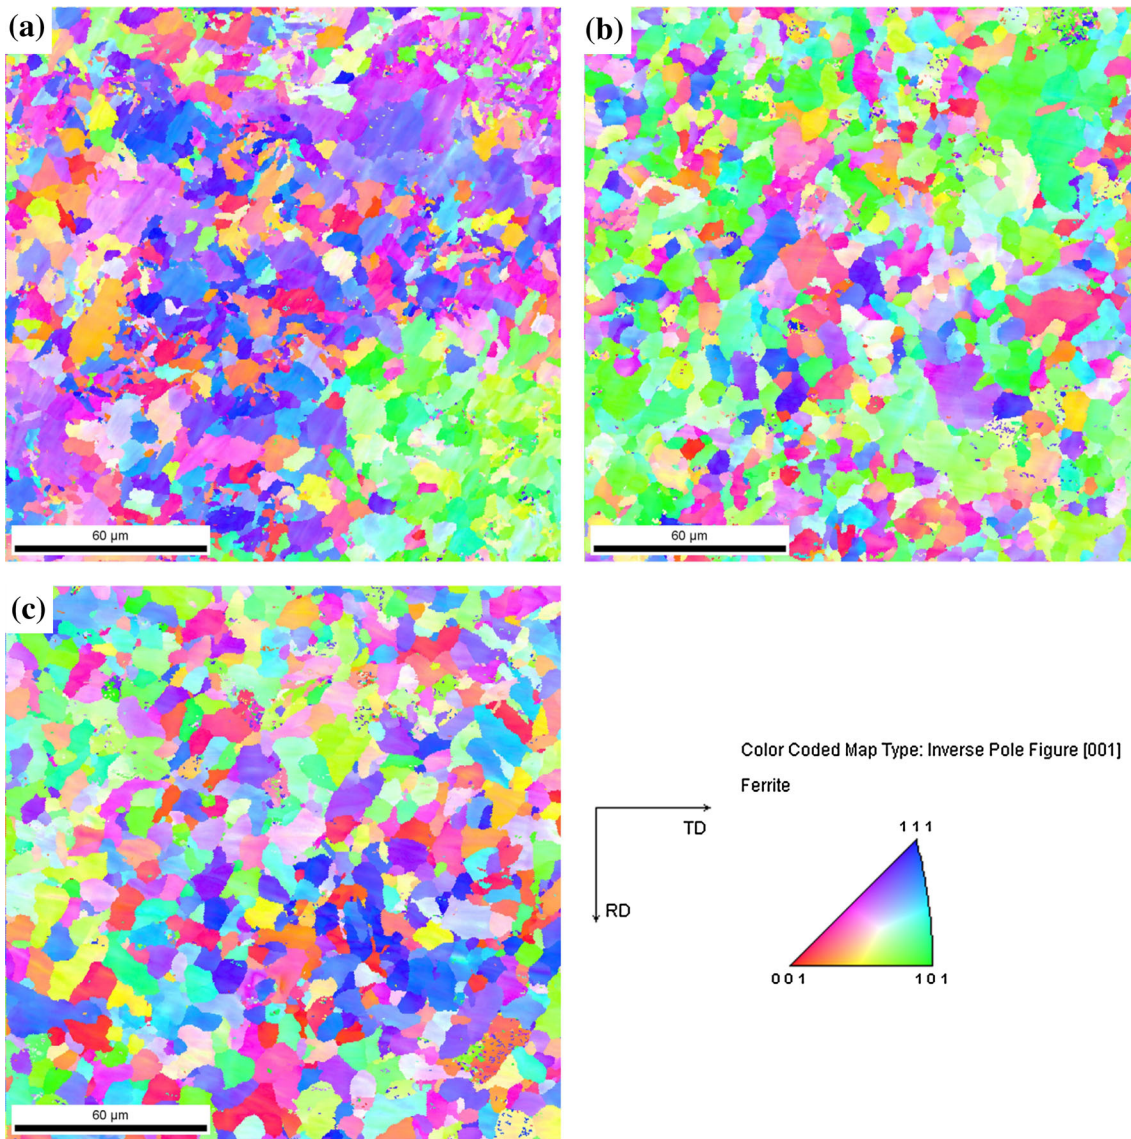 (a)
(b)
60 µm
60 µm
(c)
Color Coded Map Type: Inverse Pole Figure [001]
Ferrite
TD
RD
1 1 1
0 0 1
1 0 1
60 µm